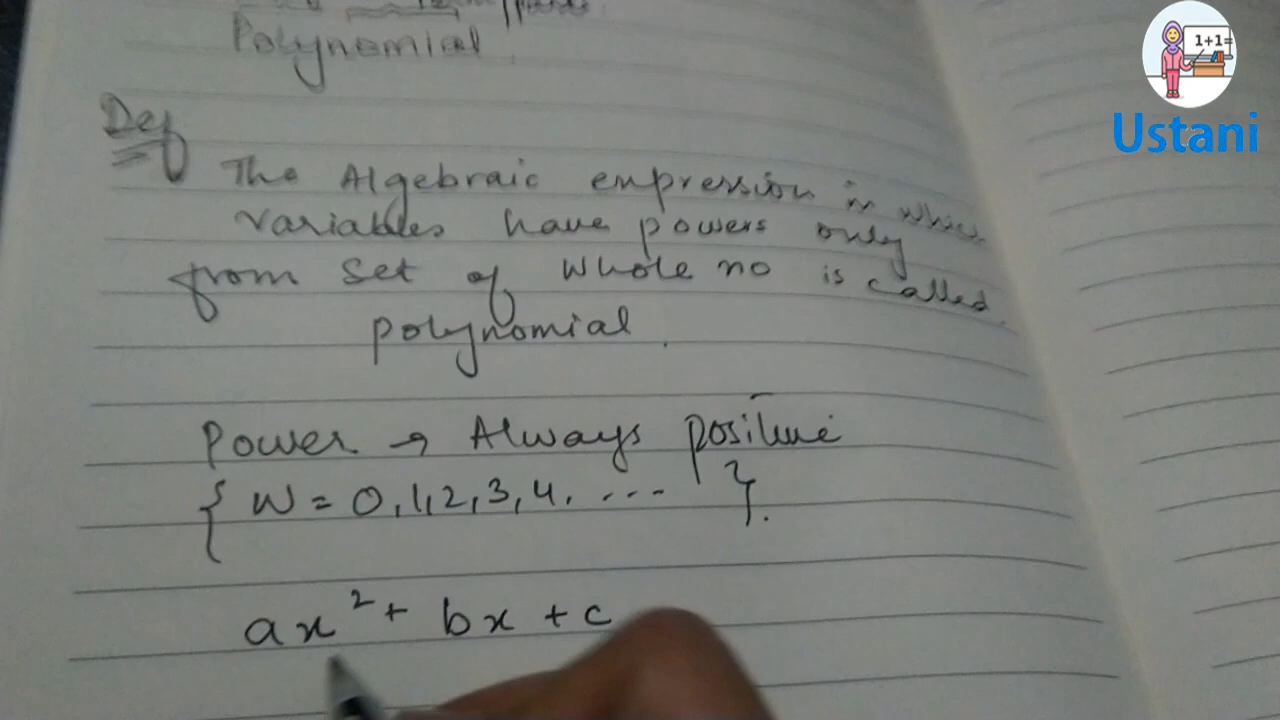 1+1=
Ustani
Polynomial
Def
The Algebraic expression in which
variables have powers only
from set of whole no is called
polynomial.
Power → Always positive
{ W = 0,1,2,3,4, ... }.
ax² + bx + c